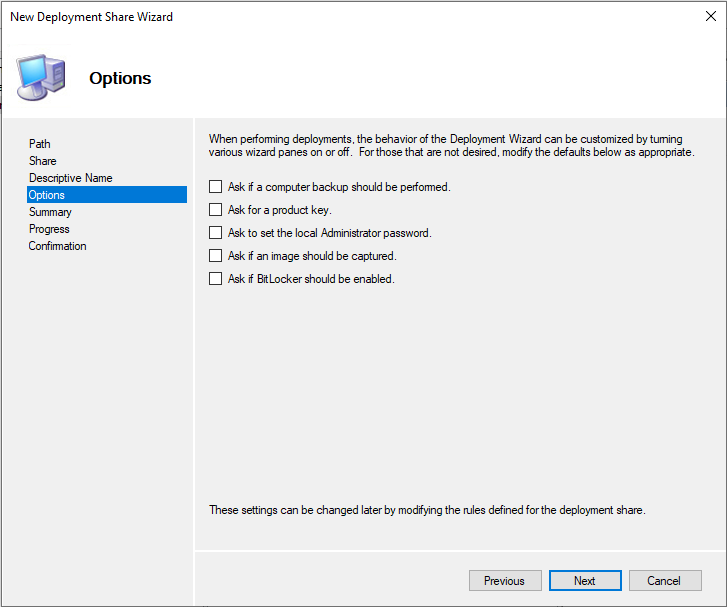 New Deployment Share Wizard
Options
Path
Share
Descriptive Name
Options
Summary
Progress
Confirmation
When performing deployments, the behavior of the Deployment Wizard can be customized by turning
various wizard panes on or off.  For those that are not desired, modify the defaults below as appropriate.
Ask if a computer backup should be performed.
Ask for a product key.
Ask to set the local Administrator password.
Ask if an image should be captured.
Ask if BitLocker should be enabled.
These settings can be changed later by modifying the rules defined for the deployment share.
Previous
Next
Cancel